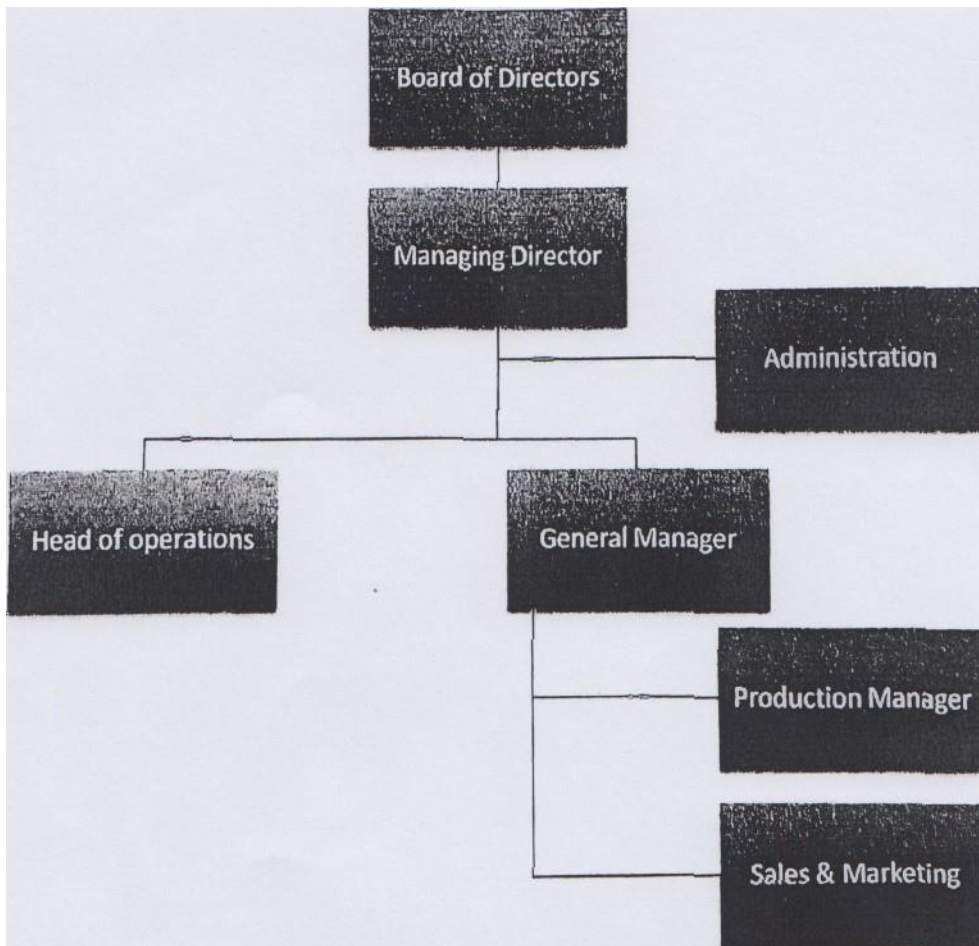 Board of Directors
Managing Director
Administration
Head of operations
General Manager
Production Manager
Sales & Marketing